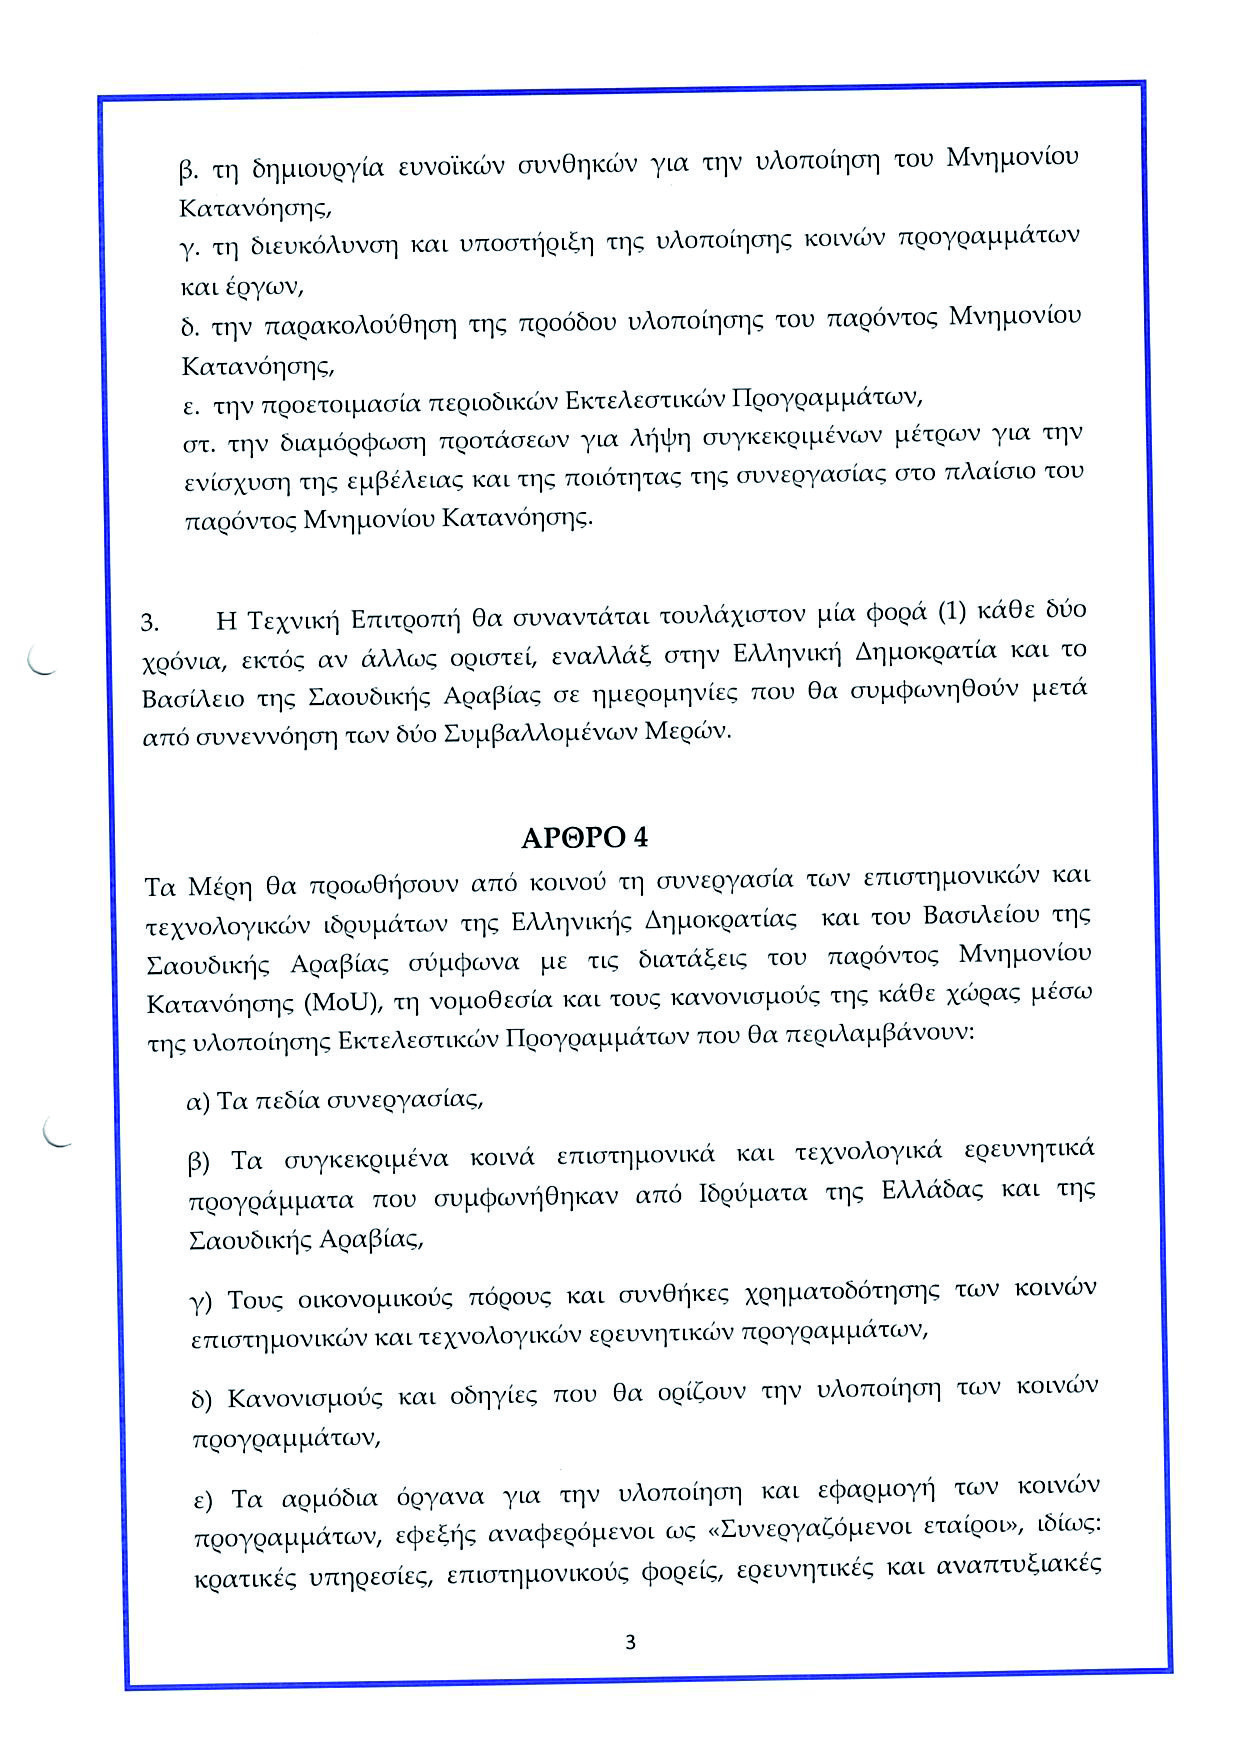 β. τη δημιουργία ευνοϊκών συνθηκών για την υλοποίηση του Μνημονίου
Κατανόησης,
γ. τη διευκόλυνση και υποστήριξη της υλοποίησης κοινών προγραμμάτων
και έργων,
δ. την παρακολούθηση της προόδου υλοποίησης του παρόντος Μνημονίου
Κατανόησης,
ε. την προετοιμασία περιοδικών Εκτελεστικών Προγραμμάτων,
στ. την διαμόρφωση προτάσεων για λήψη συγκεκριμένων μέτρων για την
ενίσχυση της εμβέλειας και της ποιότητας της συνεργασίας στο πλαίσιο του
παρόντος Μνημονίου Κατανόησης.
3. Η Τεχνική Επιτροπή θα συναντάται τουλάχιστον μία φορά (1) κάθε δύο
χρόνια, εκτός αν άλλως οριστεί, εναλλάξ στην Ελληνική Δημοκρατία και το
Βασίλειο της Σαουδικής Αραβίας σε ημερομηνίες που θα συμφωνηθούν μετά
από συνεννόηση των δύο Συμβαλλομένων Μερών.
ΑΡΘΡΟ 4
Τα Μέρη θα προωθήσουν από κοινού τη συνεργασία των επιστημονικών και
τεχνολογικών ιδρυμάτων της Ελληνικής Δημοκρατίας και του Βασιλείου της
Σαουδικής Αραβίας σύμφωνα με τις διατάξεις του παρόντος Μνημονίου
Κατανόησης (MoU), τη νομοθεσία και τους κανονισμούς της κάθε χώρας μέσω
της υλοποίησης Εκτελεστικών Προγραμμάτων που θα περιλαμβάνουν:
α) Τα πεδία συνεργασίας,
β) Τα συγκεκριμένα κοινά επιστημονικά και τεχνολογικά ερευνητικά
προγράμματα που συμφωνήθηκαν από Ιδρύματα της Ελλάδας και της
Σαουδικής Αραβίας,
γ) Τους οικονομικούς πόρους και συνθήκες χρηματοδότησης των κοινών
επιστημονικών και τεχνολογικών ερευνητικών προγραμμάτων,
δ) Κανονισμούς και οδηγίες που θα ορίζουν την υλοποίηση των κοινών
προγραμμάτων,
ε) Τα αρμόδια όργανα για την υλοποίηση και εφαρμογή των κοινών
προγραμμάτων, εφεξής αναφερόμενοι ως «Συνεργαζόμενοι εταίροι», ιδίως:
κρατικές υπηρεσίες, επιστημονικούς φορείς, ερευνητικές και αναπτυξιακές
3